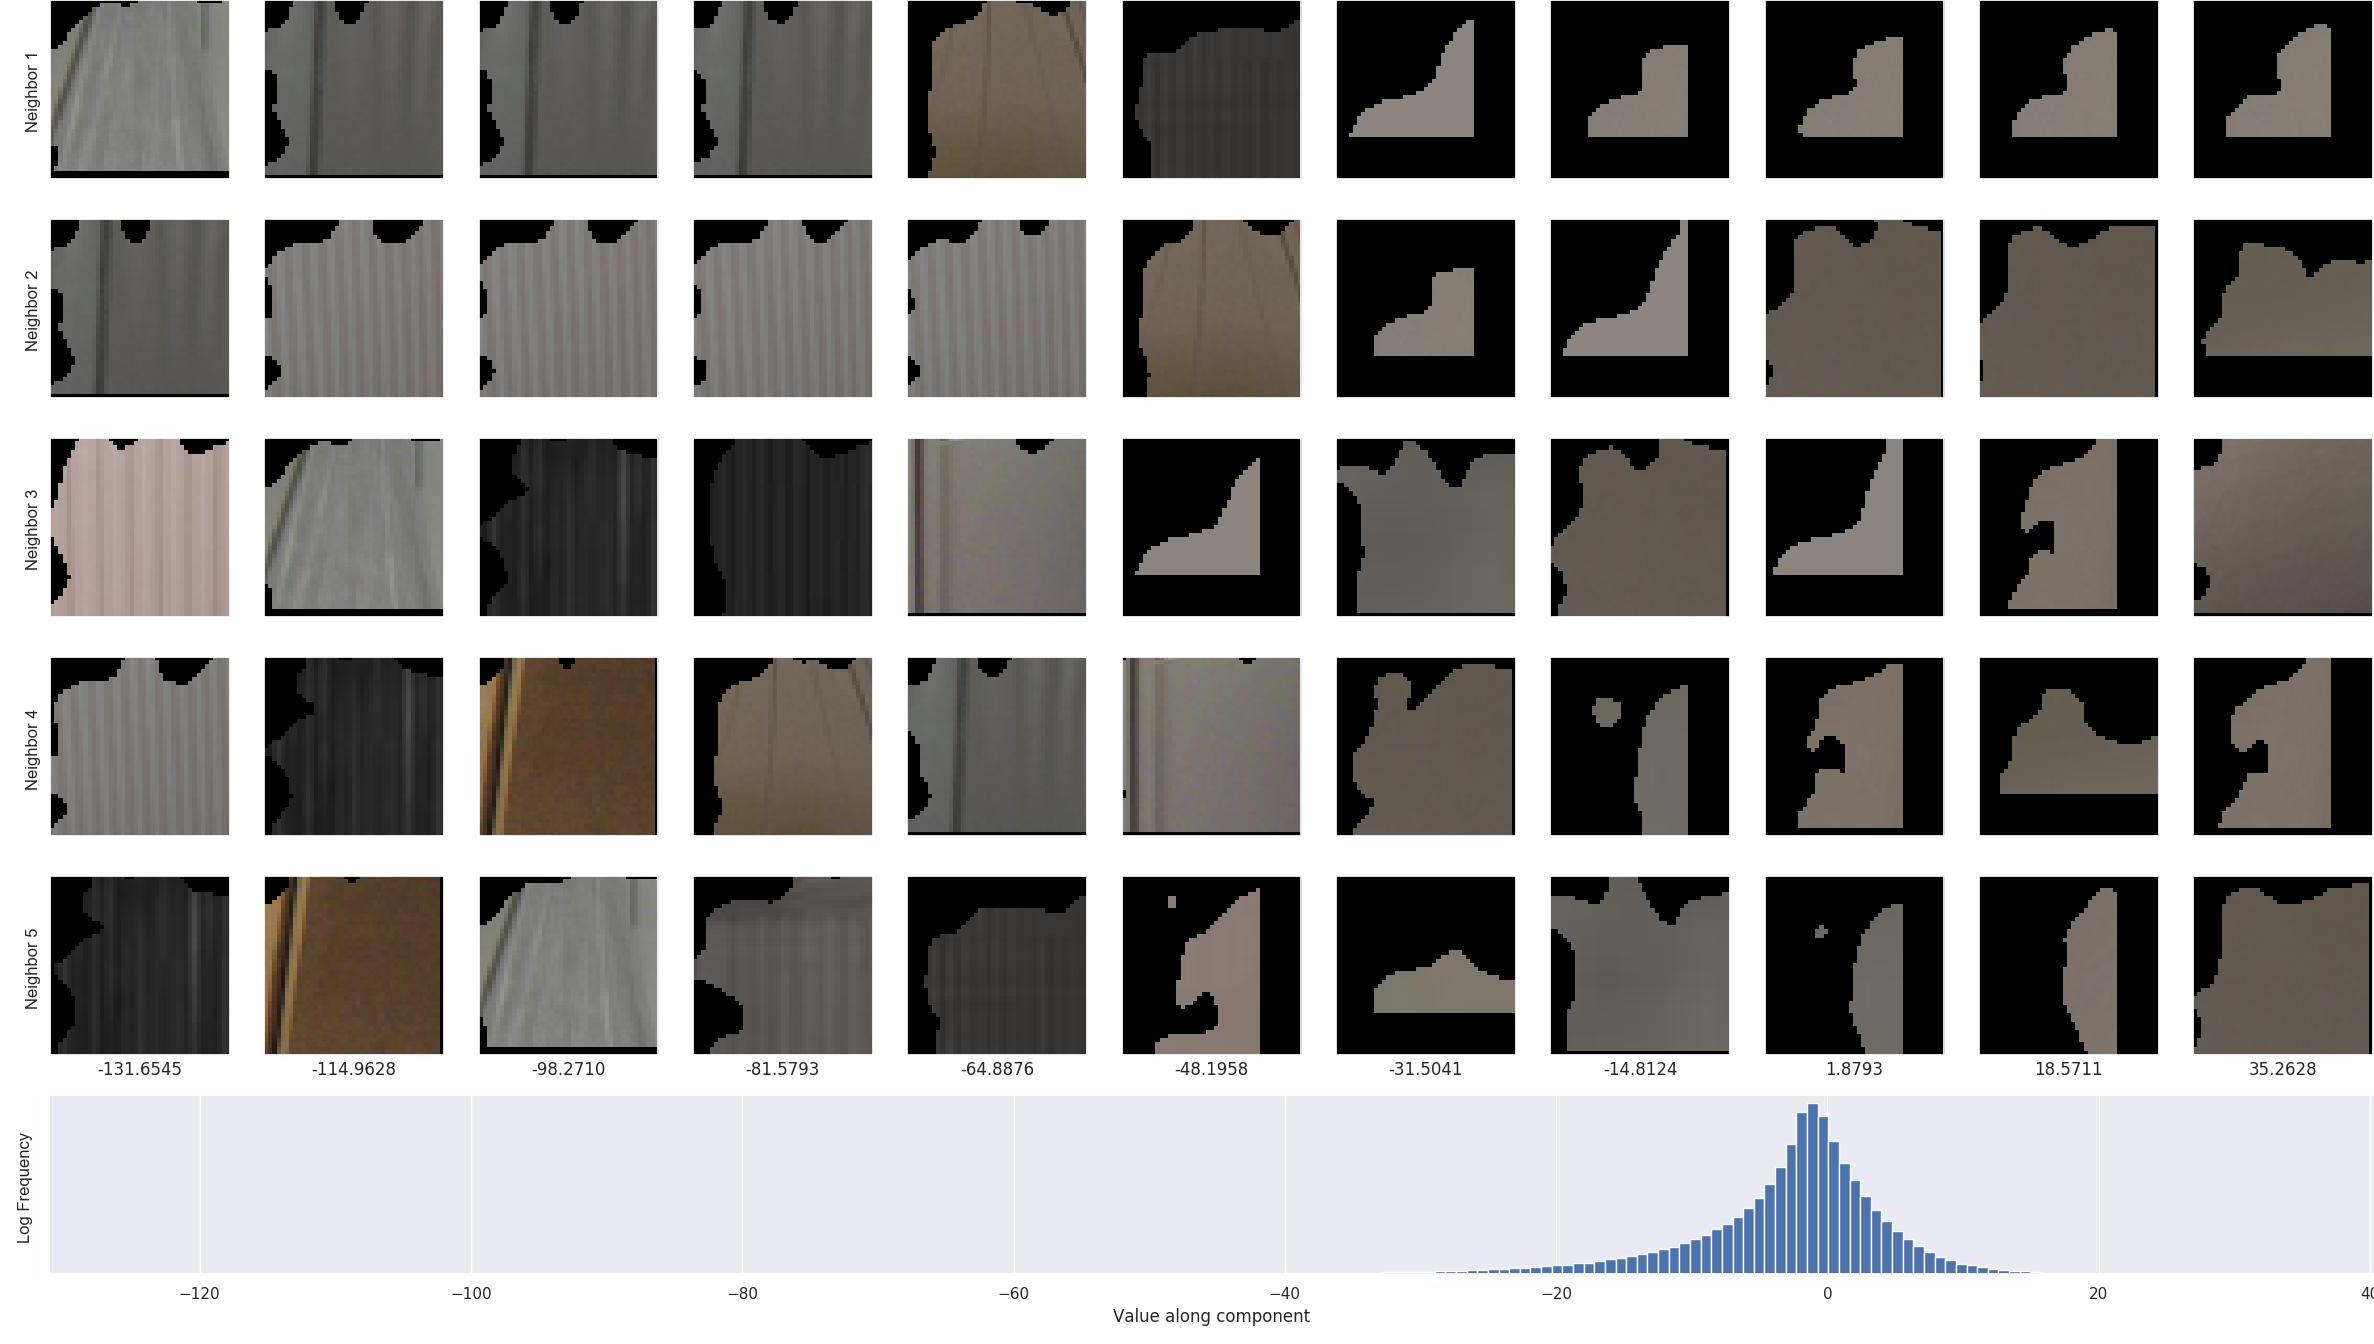 Neighbor 1
Neighbor 2
Neighbor 3
Neighbor 4
Neighbor 5
-131.6545 -114.9628 -98.2710 -81.5793 -64.8876 -48.1958 -31.5041 -14.8124 1.8793 18.5711 35.2628
Log Frequency
−120 −100 −80 −60 −40 −20 0 20 40
Value along component